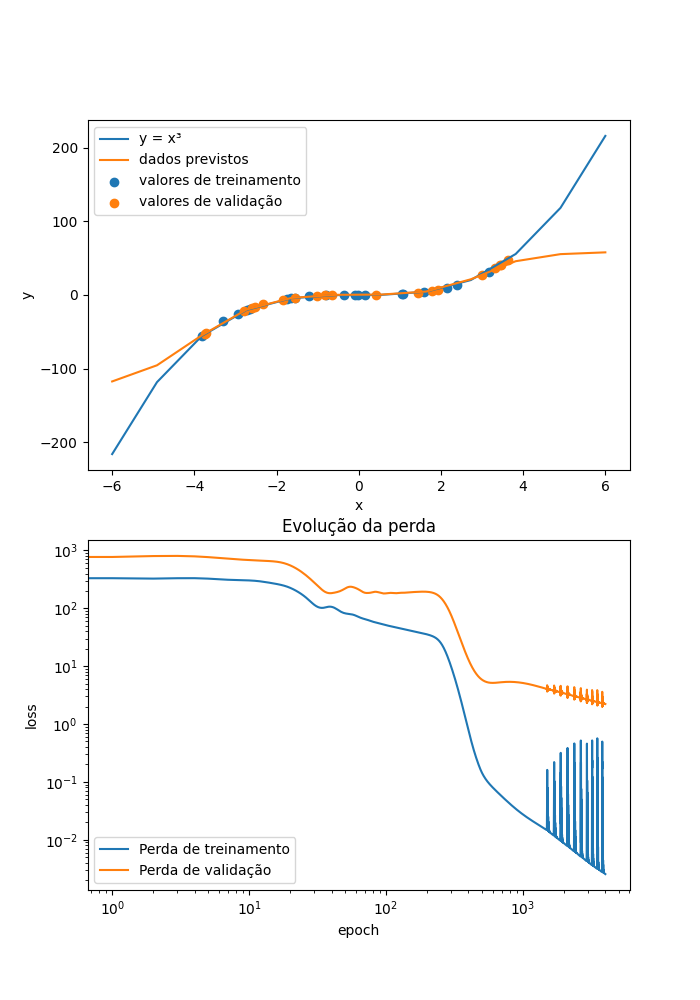 y = x³
dados previstos
valores de treinamento
valores de validação
200
100
0
−100
−200
y
−6 −4 −2 0 2 4 6
x
Evolução da perda
10³
10²
10¹
10⁰
10⁻¹
10⁻²
loss
Perda de treinamento
Perda de validação
10⁰ 10¹ 10² 10³
epoch